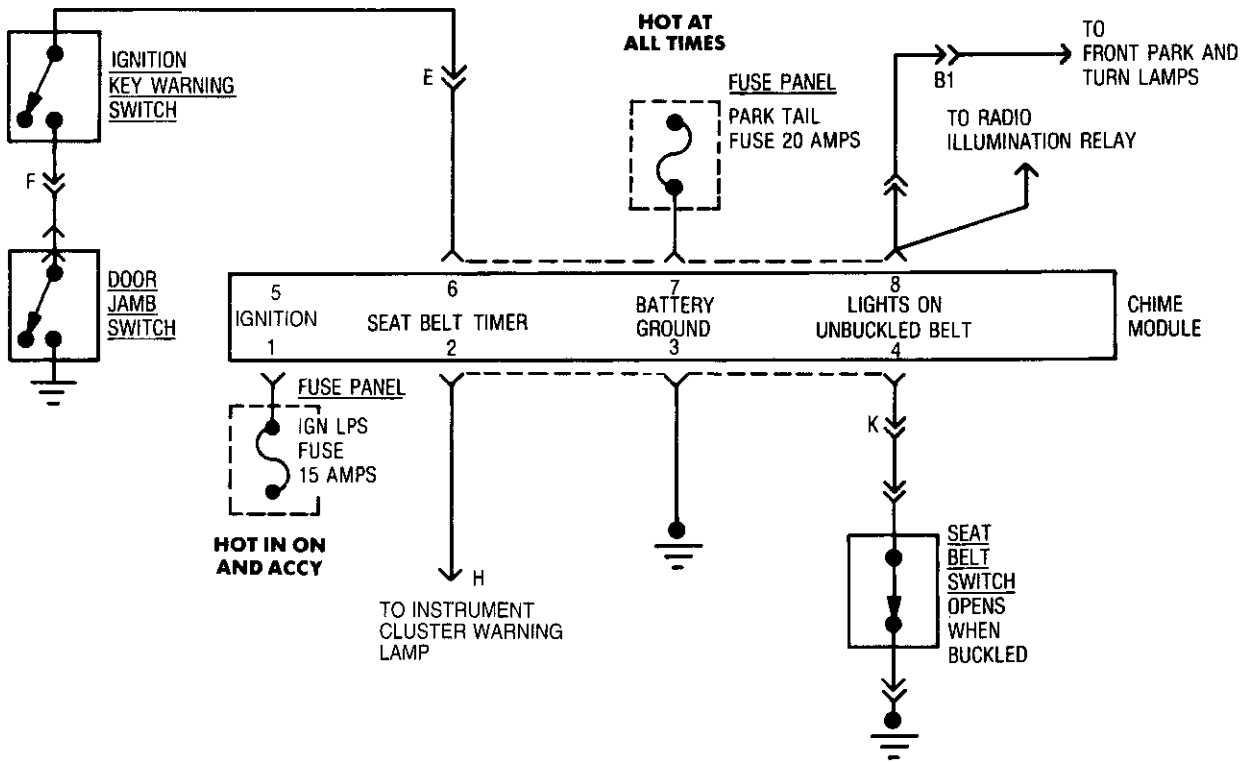 HOT AT
ALL TIMES
TO
FRONT PARK AND
TURN LAMPS
IGNITION
KEY WARNING
SWITCH
E
B1
FUSE PANEL
PARK TAIL
FUSE 20 AMPS
TO RADIO
ILLUMINATION RELAY
F
DOOR
JAMB
SWITCH
5
6
7
8
IGNITION
SEAT BELT TIMER
BATTERY
GROUND
LIGHTS ON
UNBUCKLED BELT
1
2
3
4
CHIME
MODULE
FUSE PANEL
IGN LPS
FUSE
15 AMPS
HOT IN ON
AND ACCY
H
TO INSTRUMENT
CLUSTER WARNING
LAMP
K
SEAT
BELT
SWITCH
OPENS
WHEN
BUCKLED